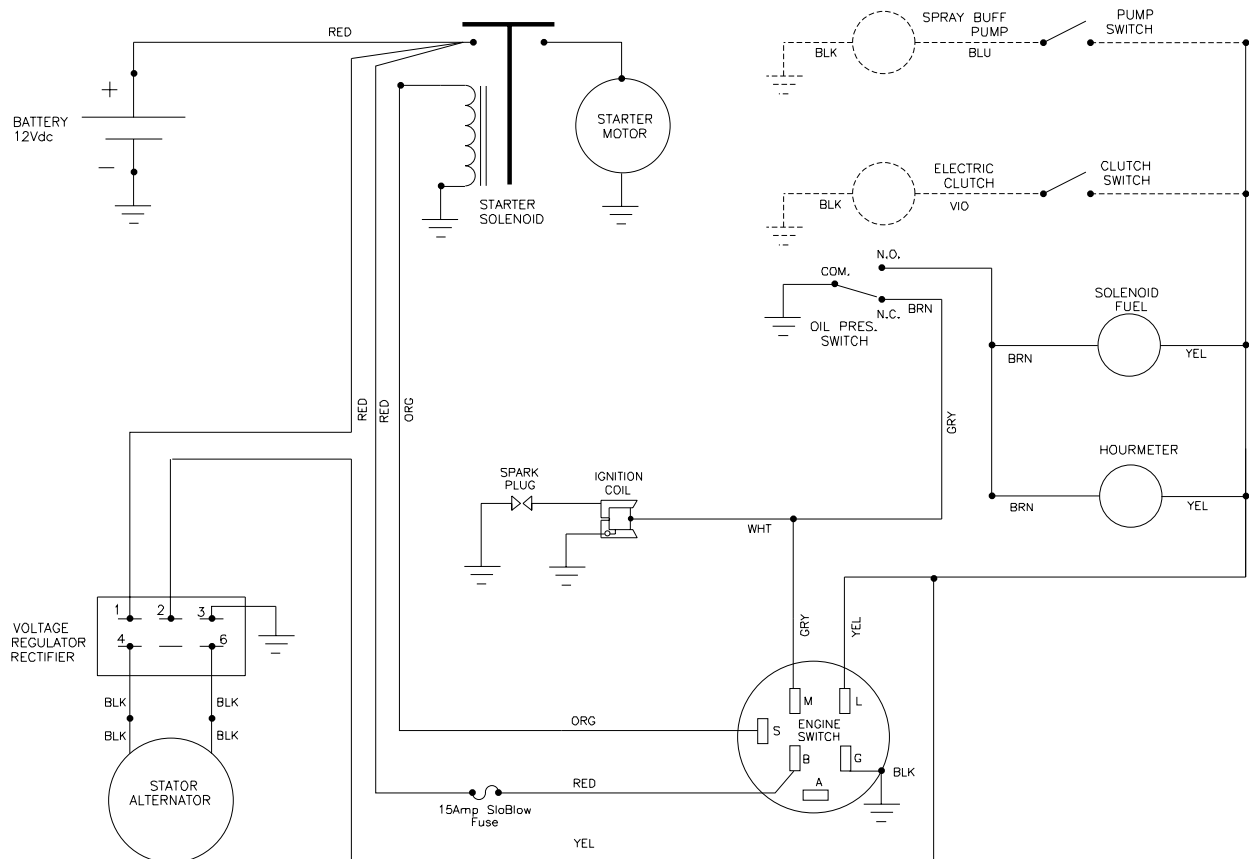 RED
+
BATTERY
12Vdc
−
STARTER
SOLENOID
STARTER
MOTOR
SPRAY BUFF
PUMP
BLK
BLU
PUMP
SWITCH
ELECTRIC
CLUTCH
BLK
VIO
CLUTCH
SWITCH
N.O.
COM.
N.C.
BRN
OIL PRES.
SWITCH
SOLENOID
FUEL
BRN
YEL
HOURMETER
BRN
YEL
RED
RED
ORG
GRY
SPARK
PLUG
IGNITION
COIL
WHT
VOLTAGE
REGULATOR
RECTIFIER
1
2
3
4
6
BLK
BLK
BLK
BLK
STATOR
ALTERNATOR
GRY
YEL
ORG
M
L
S
ENGINE
SWITCH
B
G
A
BLK
RED
15Amp SloBlow
Fuse
YEL